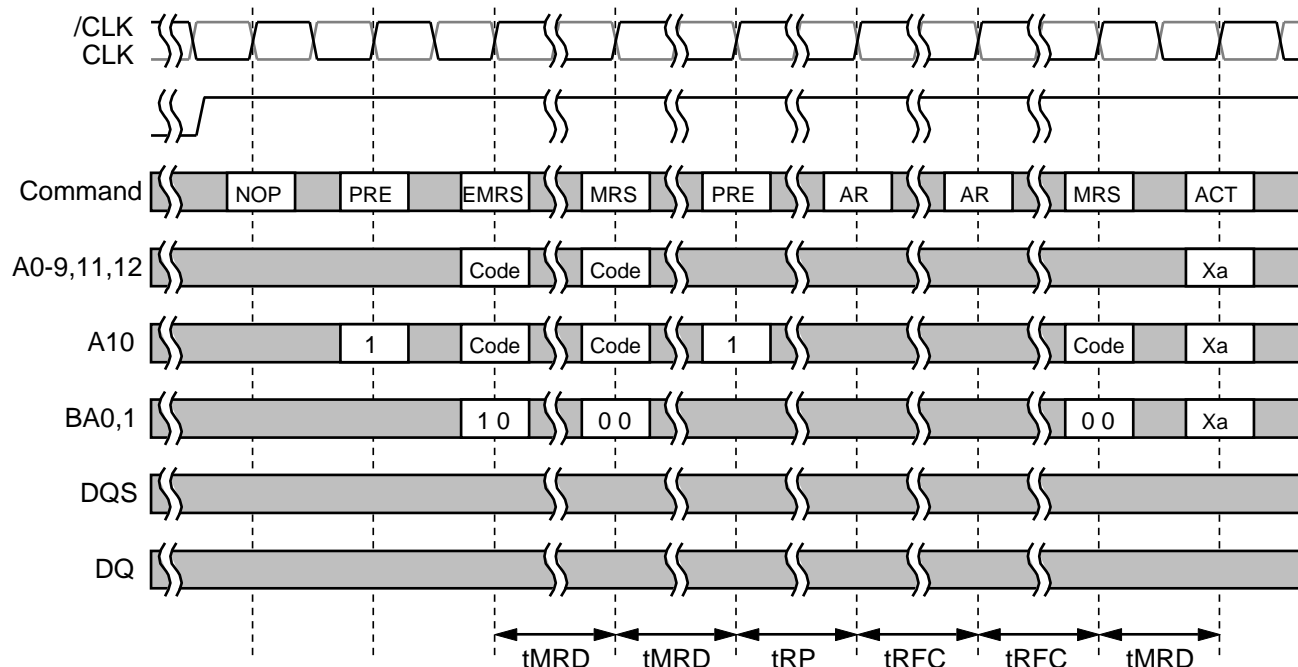 /CLK
CLK
Command NOP PRE EMRS MRS PRE AR AR MRS ACT
A0-9,11,12 Code Code Xa
A10 1 Code Code 1 Code Xa
BA0,1 1 0 0 0 0 0 Xa
DQS
DQ
tMRD tMRD tRP tRFC tRFC tMRD